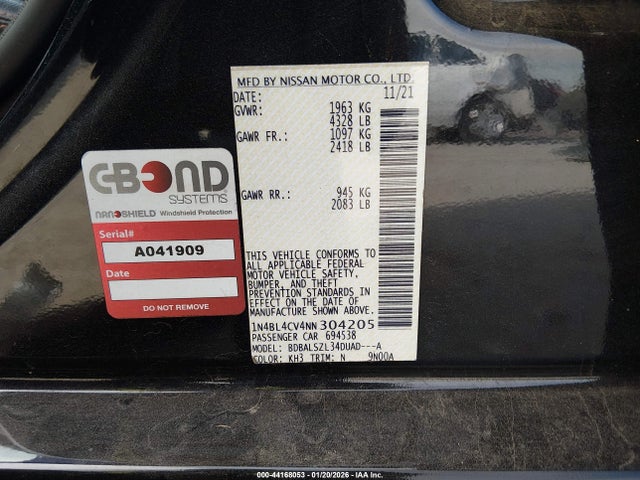 C-BOND
SYSTEMS
NANOSHIELD Windshield Protection
Serial#
A041909
Date
DO NOT REMOVE
MFD BY NISSAN MOTOR CO., LTD.
DATE: 11/21
GVWR: 1963 KG
4328 LB
GAWR FR.: 1097 KG
2418 LB
GAWR RR.: 945 KG
2083 LB
THIS VEHICLE CONFORMS TO
ALL APPLICABLE FEDERAL
MOTOR VEHICLE SAFETY,
BUMPER, AND THEFT
PREVENTION STANDARDS IN
EFFECT ON THE DATE OF
MANUFACTURE SHOWN ABOVE.
1N4BL4CV4NN304205
PASSENGER CAR 694538
MODEL: BDBALSZL34DUAD---A
COLOR: KH3 TRIM: N 9N00A
000-44168053 - 01/20/2026 - IAA Inc.